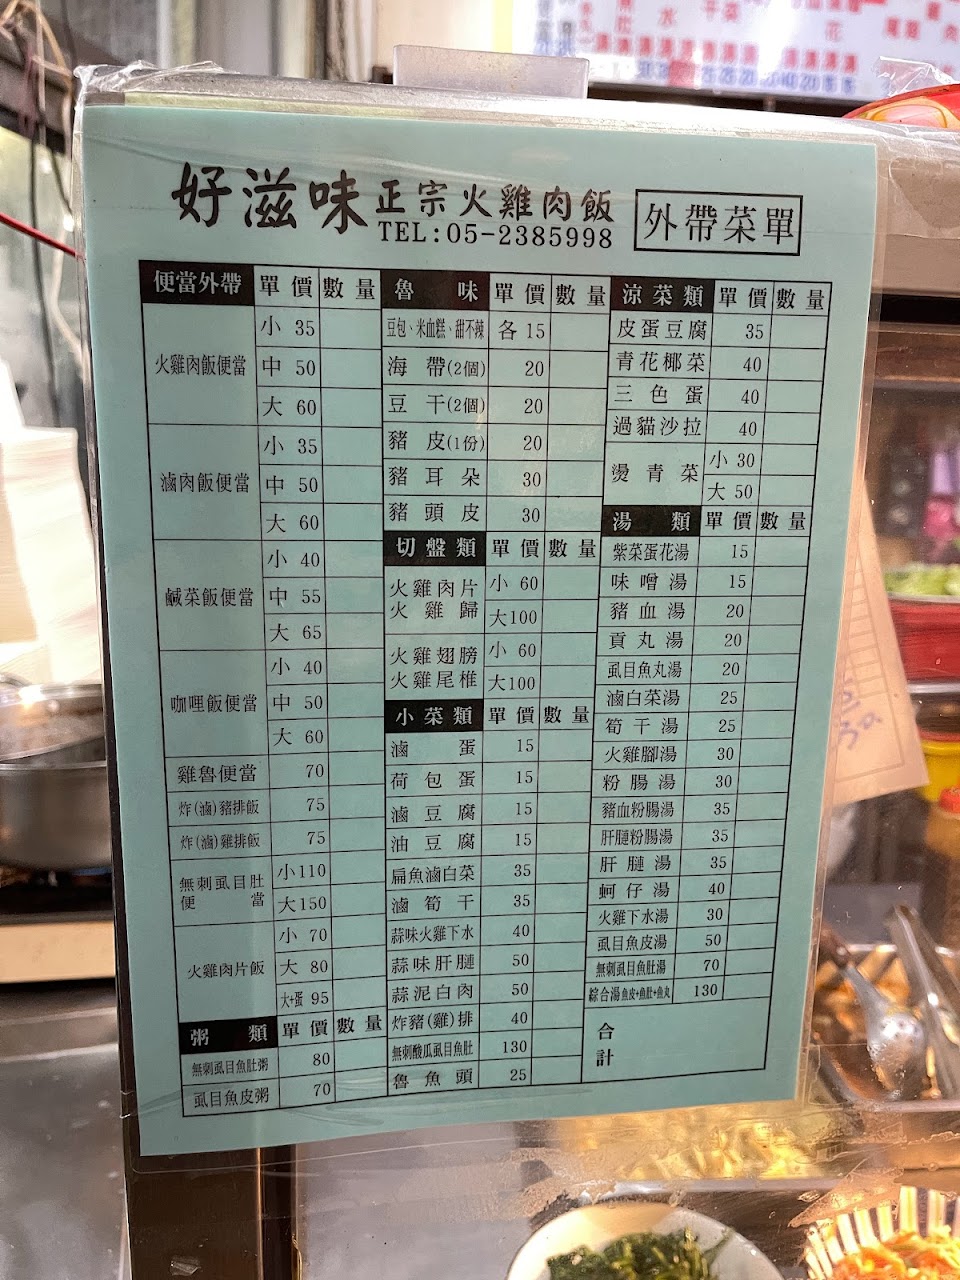 好滋味 正宗火雞肉飯
TEL:05-2385998
外帶菜單
便當外帶 單價 數量
火雞肉飯便當 小 35
中 50
大 60
滷肉飯便當 小 35
中 50
大 60
鹹菜飯便當 小 40
中 55
大 65
咖哩飯便當 小 40
中 50
大 60
雞魯便當 70
炸(滷)豬排飯 75
炸(滷)雞排飯 75
無刺虱目肚便當 小110
大150
火雞肉片飯 小 70
大 80
大+蛋 95
粥類 單價 數量
無刺虱目魚肚粥 80
虱目魚皮粥 70
魯味 單價 數量
豆包、米血糕、甜不辣 各 15
海帶(2個) 20
豆干(2個) 20
豬皮(1份) 20
豬耳朵 30
豬頭皮 30
切盤類 單價 數量
火雞肉片 小 60
火雞歸 大100
火雞翅膀 小 60
火雞尾椎 大100
小菜類 單價 數量
滷蛋 15
荷包蛋 15
滷豆腐 15
油豆腐 15
扁魚滷白菜 35
滷筍干 35
蒜味火雞下水 40
蒜味肝腱 50
蒜泥白肉 50
炸豬(雞)排 40
無刺酸瓜虱目魚肚 130
魯魚頭 25
涼菜類 單價 數量
皮蛋豆腐 35
青花椰菜 40
三色蛋 40
過貓沙拉 40
燙青菜 小 30
大 50
湯類 單價 數量
紫菜蛋花湯 15
味噌湯 15
豬血湯 20
貢丸湯 20
虱目魚丸湯 20
滷白菜湯 25
筍干湯 25
火雞腳湯 30
粉腸湯 30
豬血粉腸湯 35
肝腱粉腸湯 35
肝腱湯 35
蚵仔湯 40
火雞下水湯 30
虱目魚皮湯 50
無刺虱目魚肚湯 70
綜合湯魚皮+魚肚+魚丸 130
合計